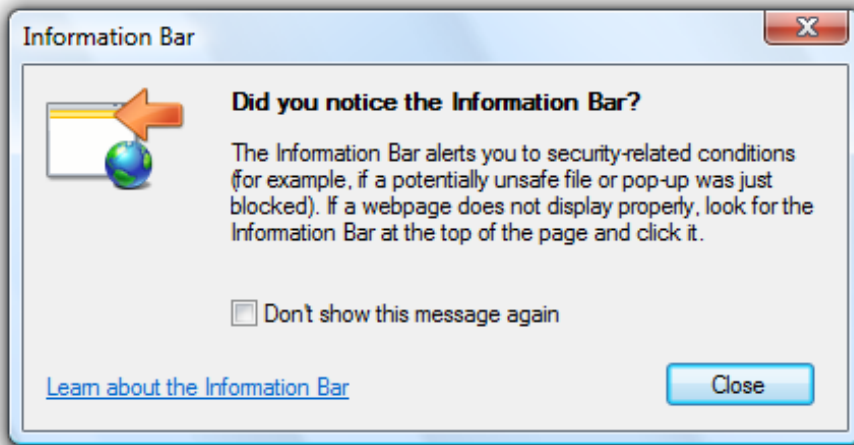 Information Bar
Did you notice the Information Bar?
The Information Bar alerts you to security-related conditions
(for example, if a potentially unsafe file or pop-up was just
blocked). If a webpage does not display properly, look for the
Information Bar at the top of the page and click it.
Don't show this message again
Learn about the Information Bar
Close